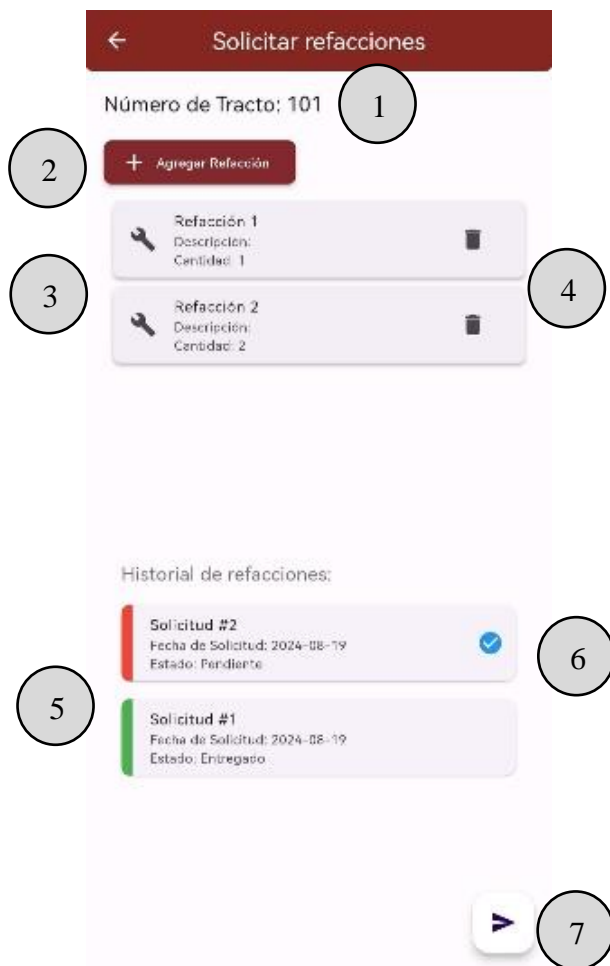 Solicitar refacciones
Número de Tracto: 101
1
2
Agregar Refacción
Refacción 1
Descripción:
Cantidad: 1
3
4
Refacción 2
Descripción:
Cantidad: 2
Historial de refacciones:
Solicitud #2
Fecha de Solicitud: 2024-08-19
Estado: Pendiente
6
5
Solicitud #1
Fecha de Solicitud: 2024-08-19
Estado: Entregado
7